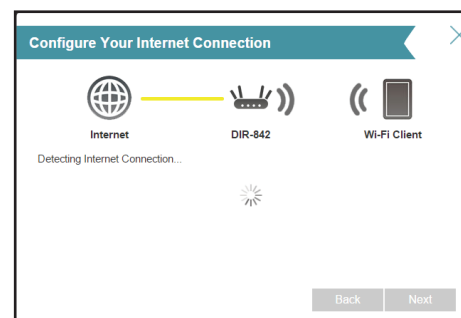 Configure Your Internet Connection
Internet
DIR-842
Wi-Fi Client
Detecting Internet Connection...
Back
Next